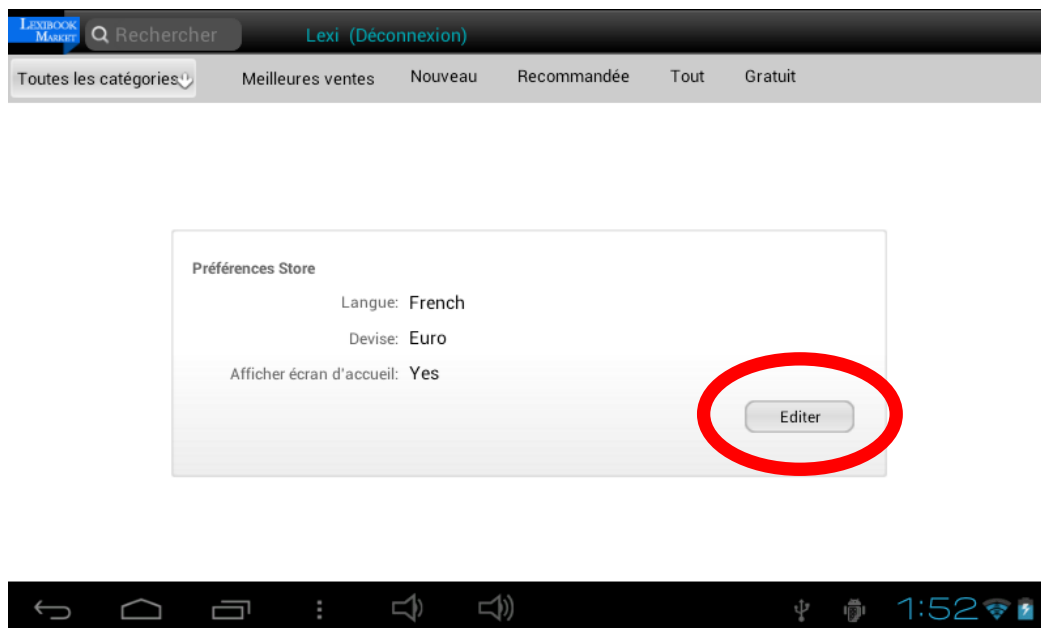 LEXIBOOK
MARKET
Rechercher
Lexi (Déconnexion)
Toutes les catégories
Meilleures ventes
Nouveau
Recommandée
Tout
Gratuit
Préférences Store
Langue: French
Devise: Euro
Afficher écran d'accueil: Yes
Editer
1:52